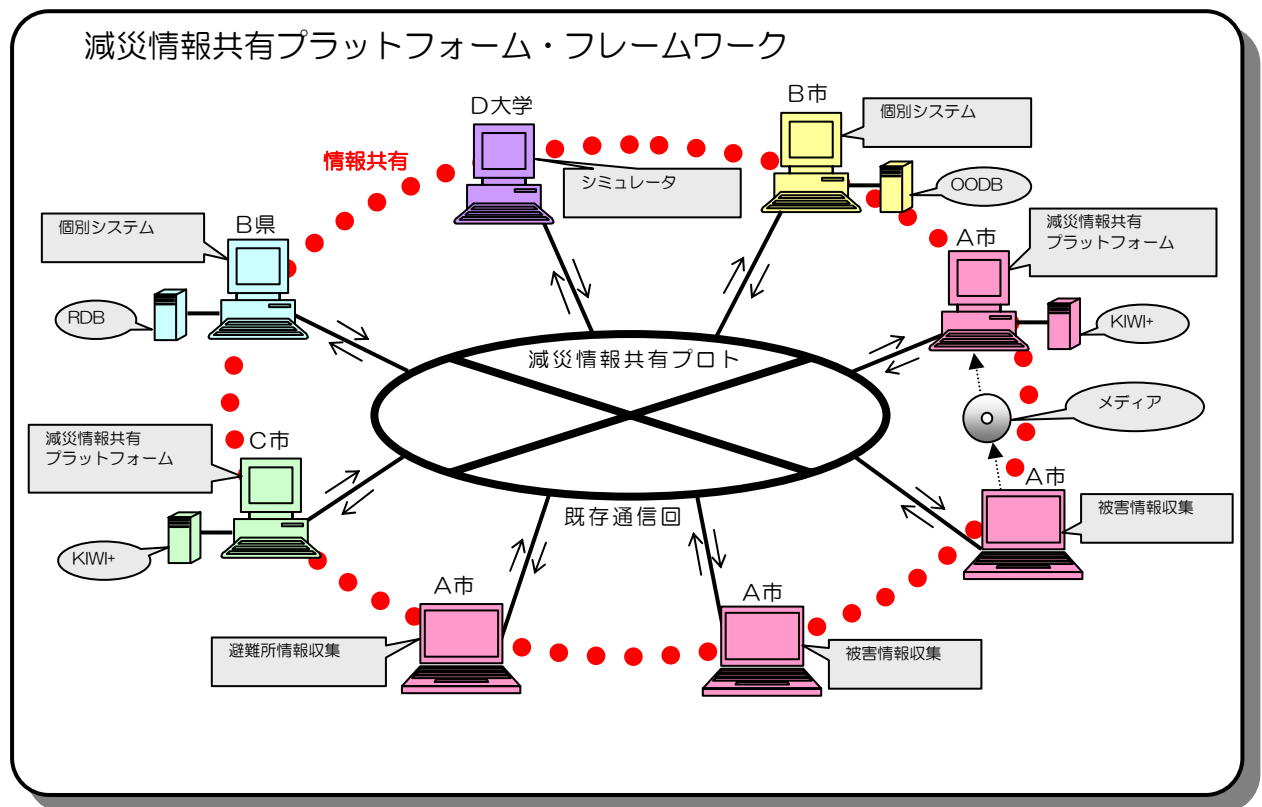 減災情報共有プラットフォーム・フレームワーク
D大学
B市
個別システム
情報共有
シミュレータ
OODB
個別システム
B県
A市
減災情報共有
プラットフォーム
RDB
KIWI+
減災情報共有プロト
メディア
減災情報共有
プラットフォーム
C市
A市
被害情報収集
既存通信回
KIWI+
A市
A市
避難所情報収集
被害情報収集